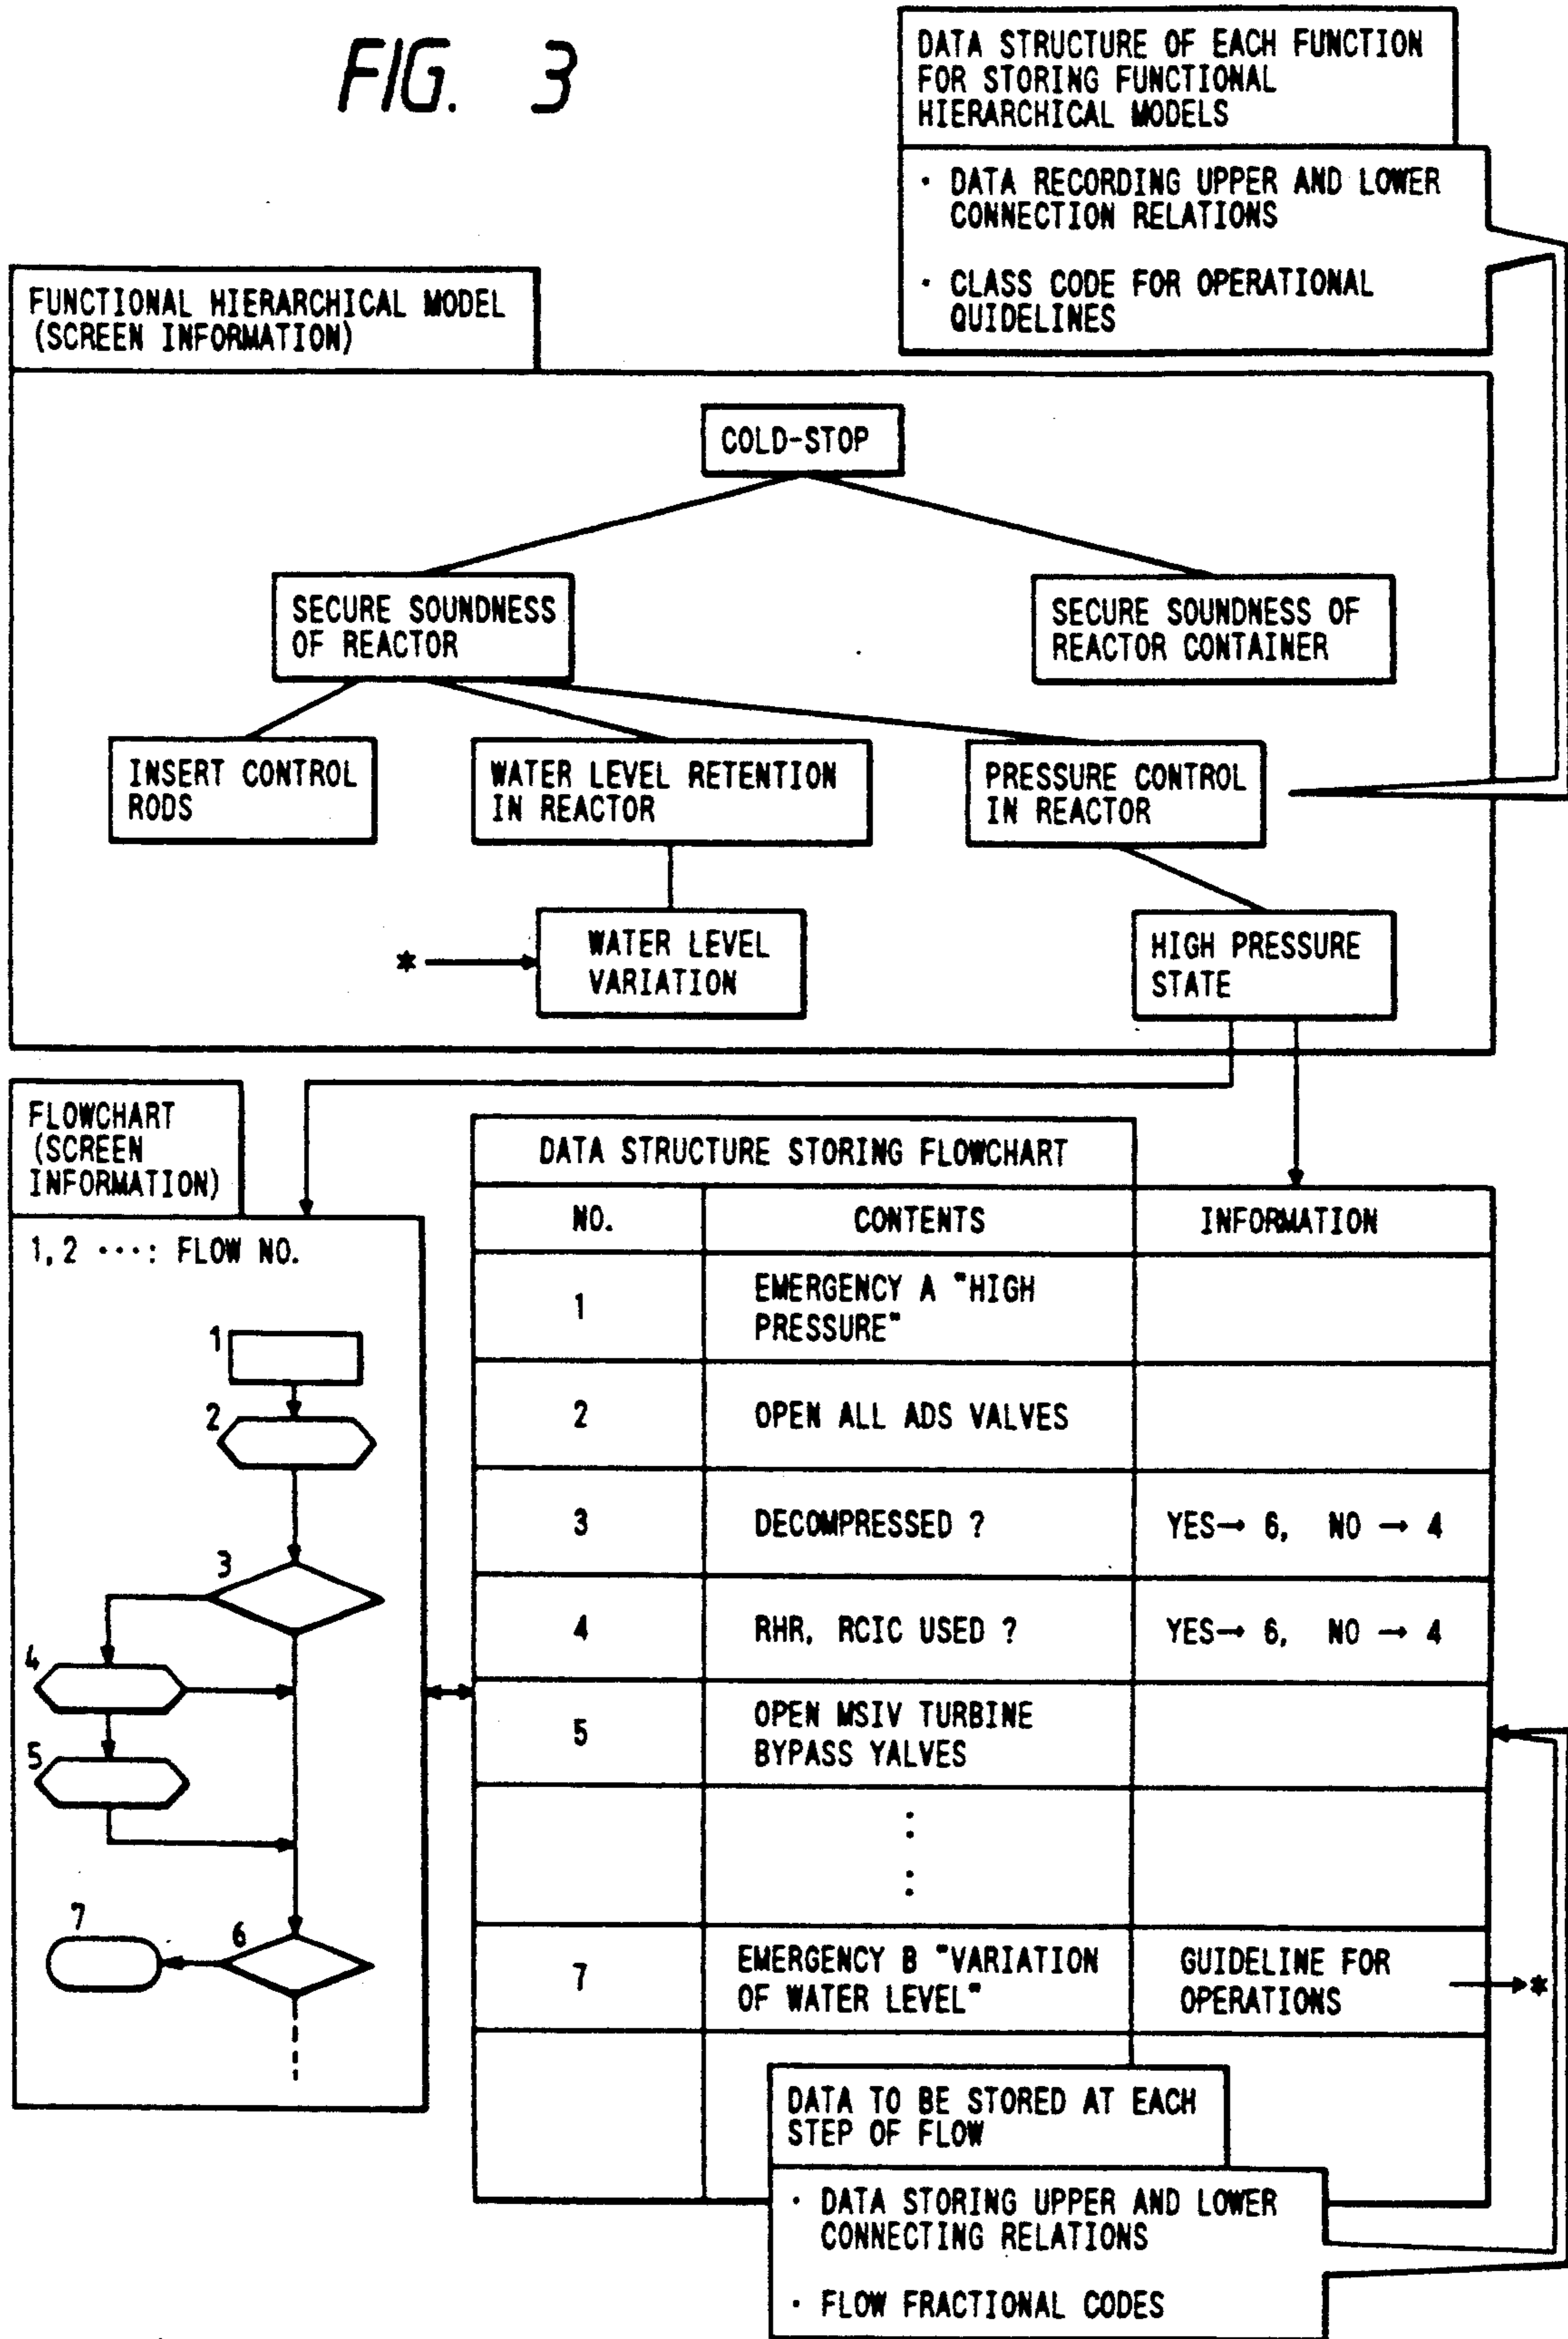 FIG. 3
DATA STRUCTURE OF EACH FUNCTION
FOR STORING FUNCTIONAL
HIERARCHICAL MODELS
· DATA RECORDING UPPER AND LOWER
CONNECTION RELATIONS
· CLASS CODE FOR OPERATIONAL
QUIDELINES
FUNCTIONAL HIERARCHICAL MODEL
(SCREEN INFORMATION)
COLD-STOP
SECURE SOUNDNESS
OF REACTOR
SECURE SOUNDNESS OF
REACTOR CONTAINER
INSERT CONTROL
RODS
WATER LEVEL RETENTION
IN REACTOR
PRESSURE CONTROL
IN REACTOR
*
WATER LEVEL
VARIATION
HIGH PRESSURE
STATE
FLOWCHART
(SCREEN
INFORMATION)
1, 2 ···: FLOW NO.
1
2
3
4
5
7
6
DATA STRUCTURE STORING FLOWCHART
NO. CONTENTS INFORMATION
1 EMERGENCY A "HIGH
PRESSURE"
2 OPEN ALL ADS VALVES
3 DECOMPRESSED ? YES→ 6, NO → 4
4 RHR, RCIC USED ? YES→ 6, NO → 4
5 OPEN MSIV TURBINE
BYPASS YALVES
:
:
7 EMERGENCY B "VARIATION
OF WATER LEVEL" GUIDELINE FOR
OPERATIONS →*
DATA TO BE STORED AT EACH
STEP OF FLOW
· DATA STORING UPPER AND LOWER
CONNECTING RELATIONS
· FLOW FRACTIONAL CODES